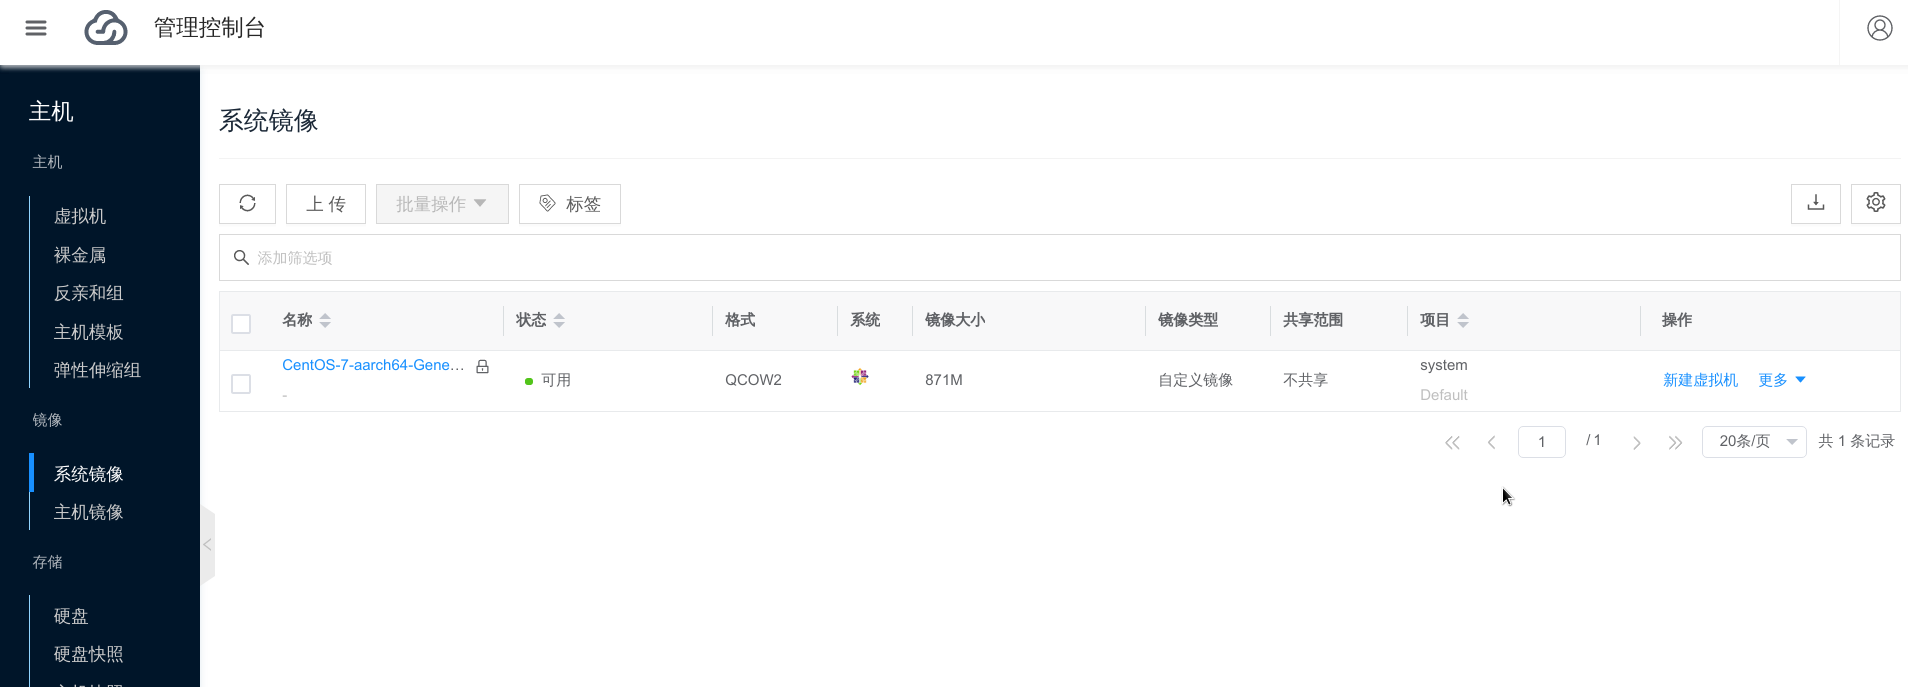 管理控制台
主机
主机
虚拟机
裸金属
反亲和组
主机模板
弹性伸缩组
镜像
系统镜像
主机镜像
存储
硬盘
硬盘快照
系统镜像
上 传 批量操作 标签
添加筛选项
名称 状态 格式 系统 镜像大小 镜像类型 共享范围 项目 操作
CentOS-7-aarch64-Gene... 可用 QCOW2 871M 自定义镜像 不共享 system 新建虚拟机 更多
- Default
1 / 1 20条/页 共 1 条记录